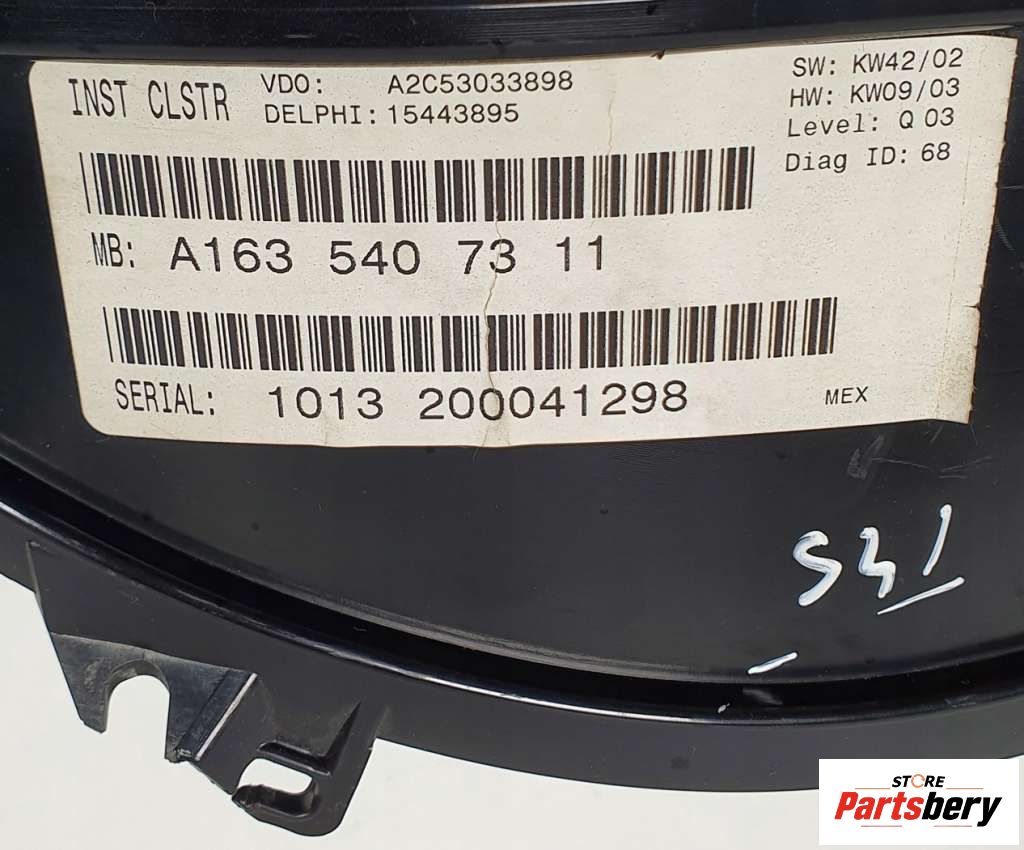 INST CLSTR
VDO: A2C53033898
DELPHI: 15443895
SW: KW42/02
HW: KW09/03
Level: Q 03
Diag ID: 68
MB: A163 540 73 11
SERIAL: 1013 200041298
MEX
STORE
Partsbery